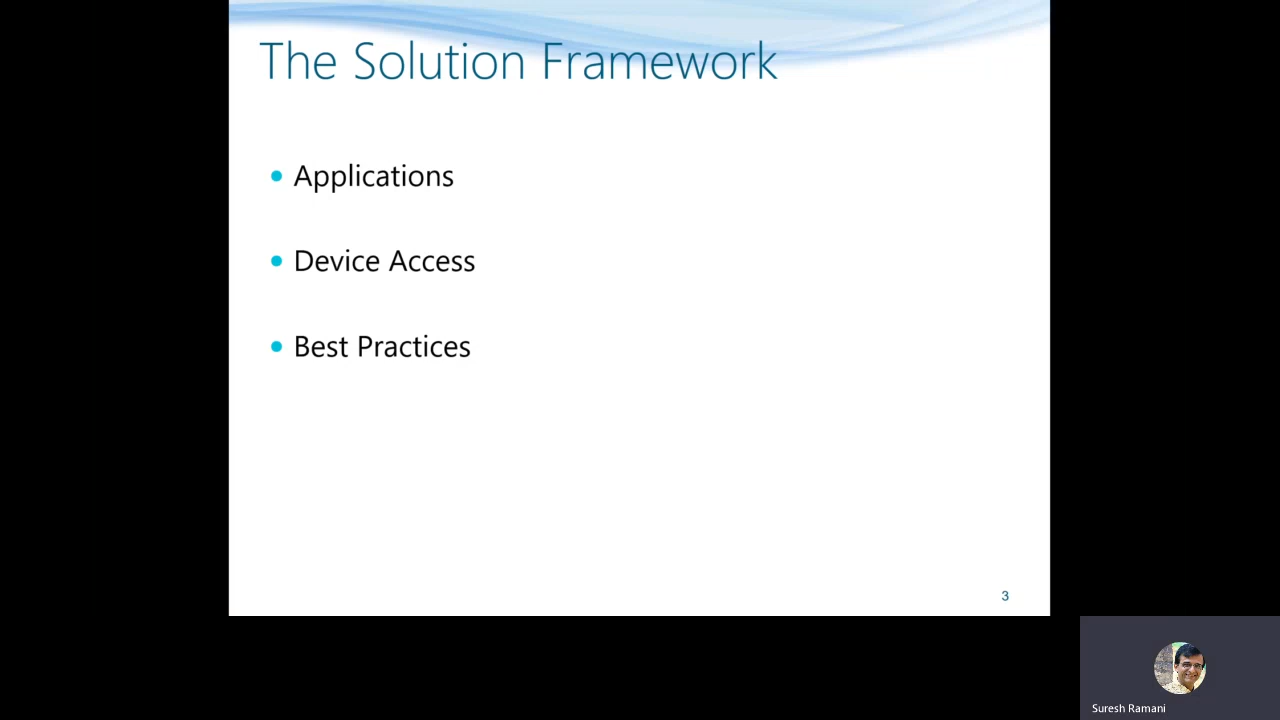 The Solution Framework
• Applications
• Device Access
• Best Practices
3
Suresh Ramani